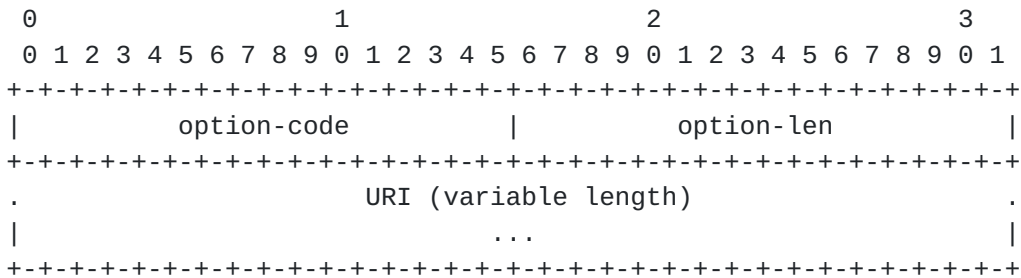 0                   1                   2                   3
 0 1 2 3 4 5 6 7 8 9 0 1 2 3 4 5 6 7 8 9 0 1 2 3 4 5 6 7 8 9 0 1
+-+-+-+-+-+-+-+-+-+-+-+-+-+-+-+-+-+-+-+-+-+-+-+-+-+-+-+-+-+-+-+-+
|          option-code          |          option-len           |
+-+-+-+-+-+-+-+-+-+-+-+-+-+-+-+-+-+-+-+-+-+-+-+-+-+-+-+-+-+-+-+-+
.                      URI (variable length)                    .
|                              ...                              |
+-+-+-+-+-+-+-+-+-+-+-+-+-+-+-+-+-+-+-+-+-+-+-+-+-+-+-+-+-+-+-+-+